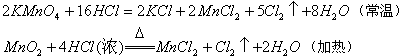 2KMnO₄+16HCl=2KCl+2MnCl₂+5Cl₂↑+8H₂O（常温）
MnO₂+4HCl(浓)≜MnCl₂+Cl₂↑+2H₂O（加热）